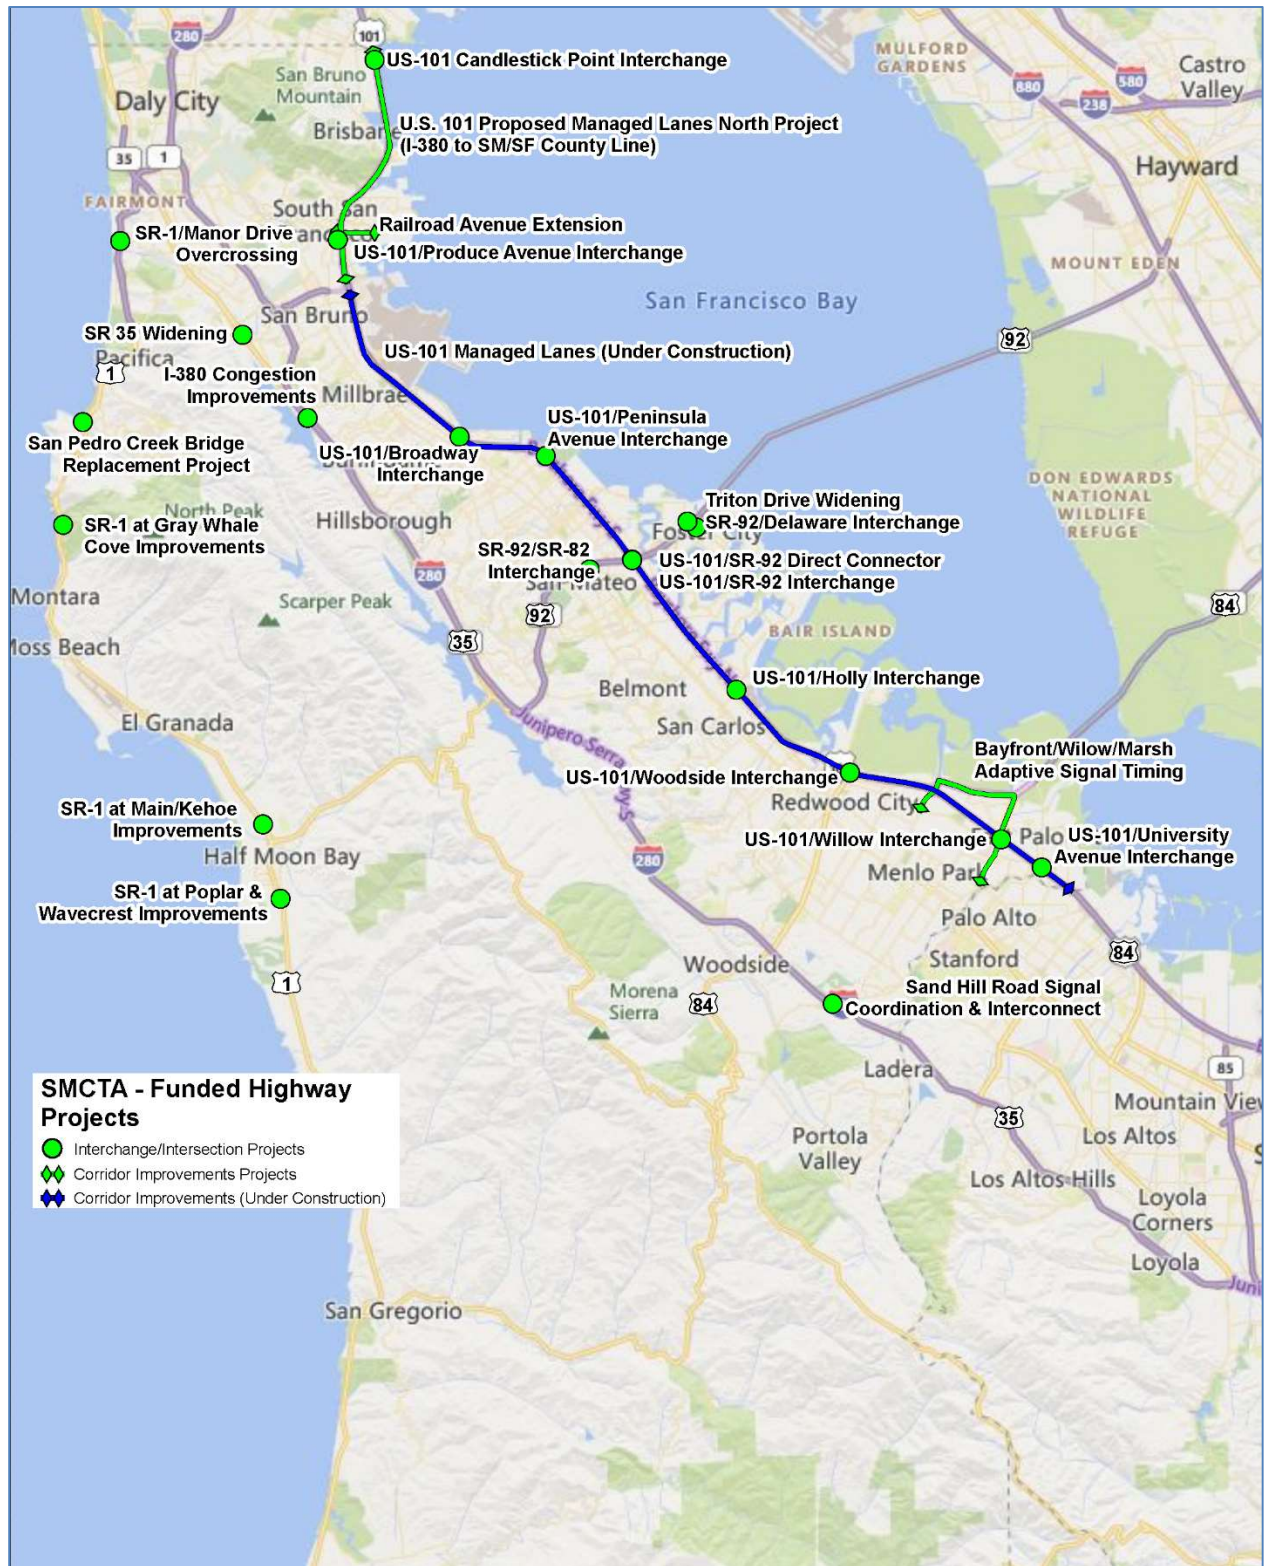 280
101
US-101 Candlestick Point Interchange
MULFORD
GARDENS
Castro
Valley
San Bruno
Mountain
Daly City
880
580
238
Brisbane
U.S. 101 Proposed Managed Lanes North Project
(I-380 to SM/SF County Line)
35
1
Hayward
FAIRMONT
South San
SR-1/Manor Drive
Overcrossing
Railroad Avenue Extension
US-101/Produce Avenue Interchange
MOUNT EDEN
San Francisco Bay
San Bruno
SR 35 Widening
Pacifica
1
US-101 Managed Lanes (Under Construction)
92
I-380 Congestion
Improvements
Millbrae
San Pedro Creek Bridge
Replacement Project
US-101/Broadway
Interchange
US-101/Peninsula
Avenue Interchange
DON EDWARDS
NATIONAL
WILDLIFE
REFUGE
North Peak
Hillsborough
SR-1 at Gray Whale
Cove Improvements
Triton Drive Widening
SR-92/Delaware Interchange
Foster City
SR-92/SR-82
Interchange
San Mateo
US-101/SR-92 Direct Connector
US-101/SR-92 Interchange
280
Montara
Scarper Peak
92
84
35
BAIR ISLAND
Moss Beach
Belmont
US-101/Holly Interchange
San Carlos
El Granada
Junipero Serra
Bayfront/Wilow/Marsh
Adaptive Signal Timing
US-101/Woodside Interchange
Redwood City
SR-1 at Main/Kehoe
Improvements
Half Moon Bay
280
US-101/Willow Interchange
US-101/University
Avenue Interchange
Menlo Park
SR-1 at Poplar &
Wavecrest Improvements
Palo Alto
Stanford
84
Woodside
1
Morena
Sierra
84
Sand Hill Road Signal
Coordination & Interconnect
Ladera
85
SMCTA - Funded Highway
Projects
Interchange/Intersection Projects
Corridor Improvements Projects
Corridor Improvements (Under Construction)
35
Mountain View
Portola
Valley
Los Altos
Los Altos Hills
Loyola
Corners
Loyola
San Gregorio